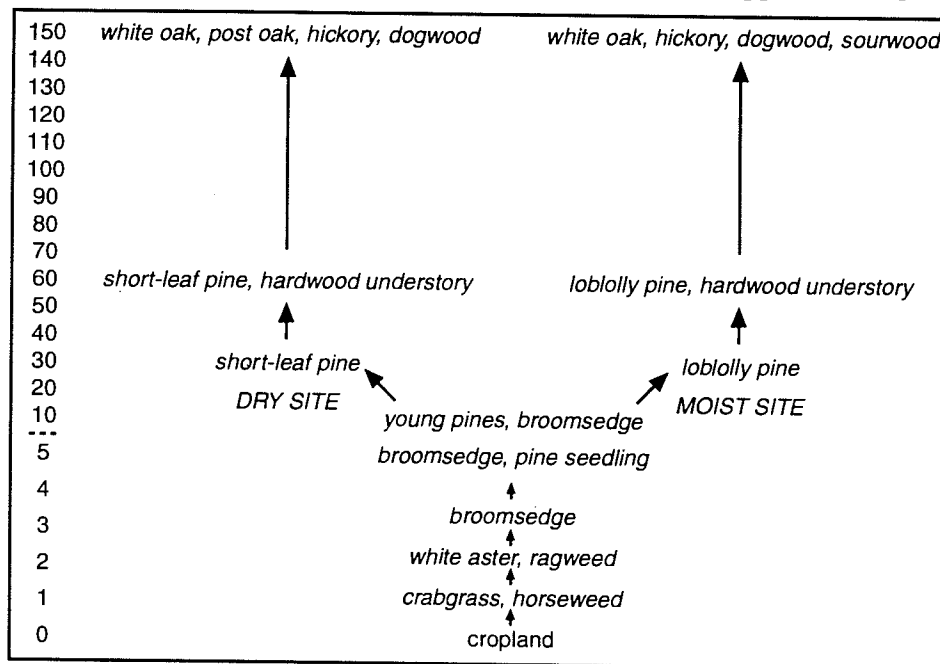 150 white oak, post oak, hickory, dogwood white oak, hickory, dogwood, sourwood
140
130
120
110
100
90
80
70
60 short-leaf pine, hardwood understory loblolly pine, hardwood understory
50
40
30 short-leaf pine loblolly pine
20 DRY SITE MOIST SITE
10 young pines, broomsedge
5 broomsedge, pine seedling
4
3 broomsedge
2 white aster, ragweed
1 crabgrass, horseweed
0 cropland